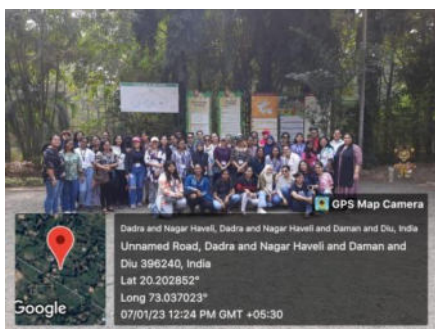 GPS Map Camera
Dadra and Nagar Haveli, Dadra and Nagar Haveli and Daman and Diu, India
Unnamed Road, Dadra and Nagar Haveli and Daman and
Diu 396240, India
Lat 20.202852°
Long 73.037023°
07/01/23 12:24 PM GMT +05:30
Google